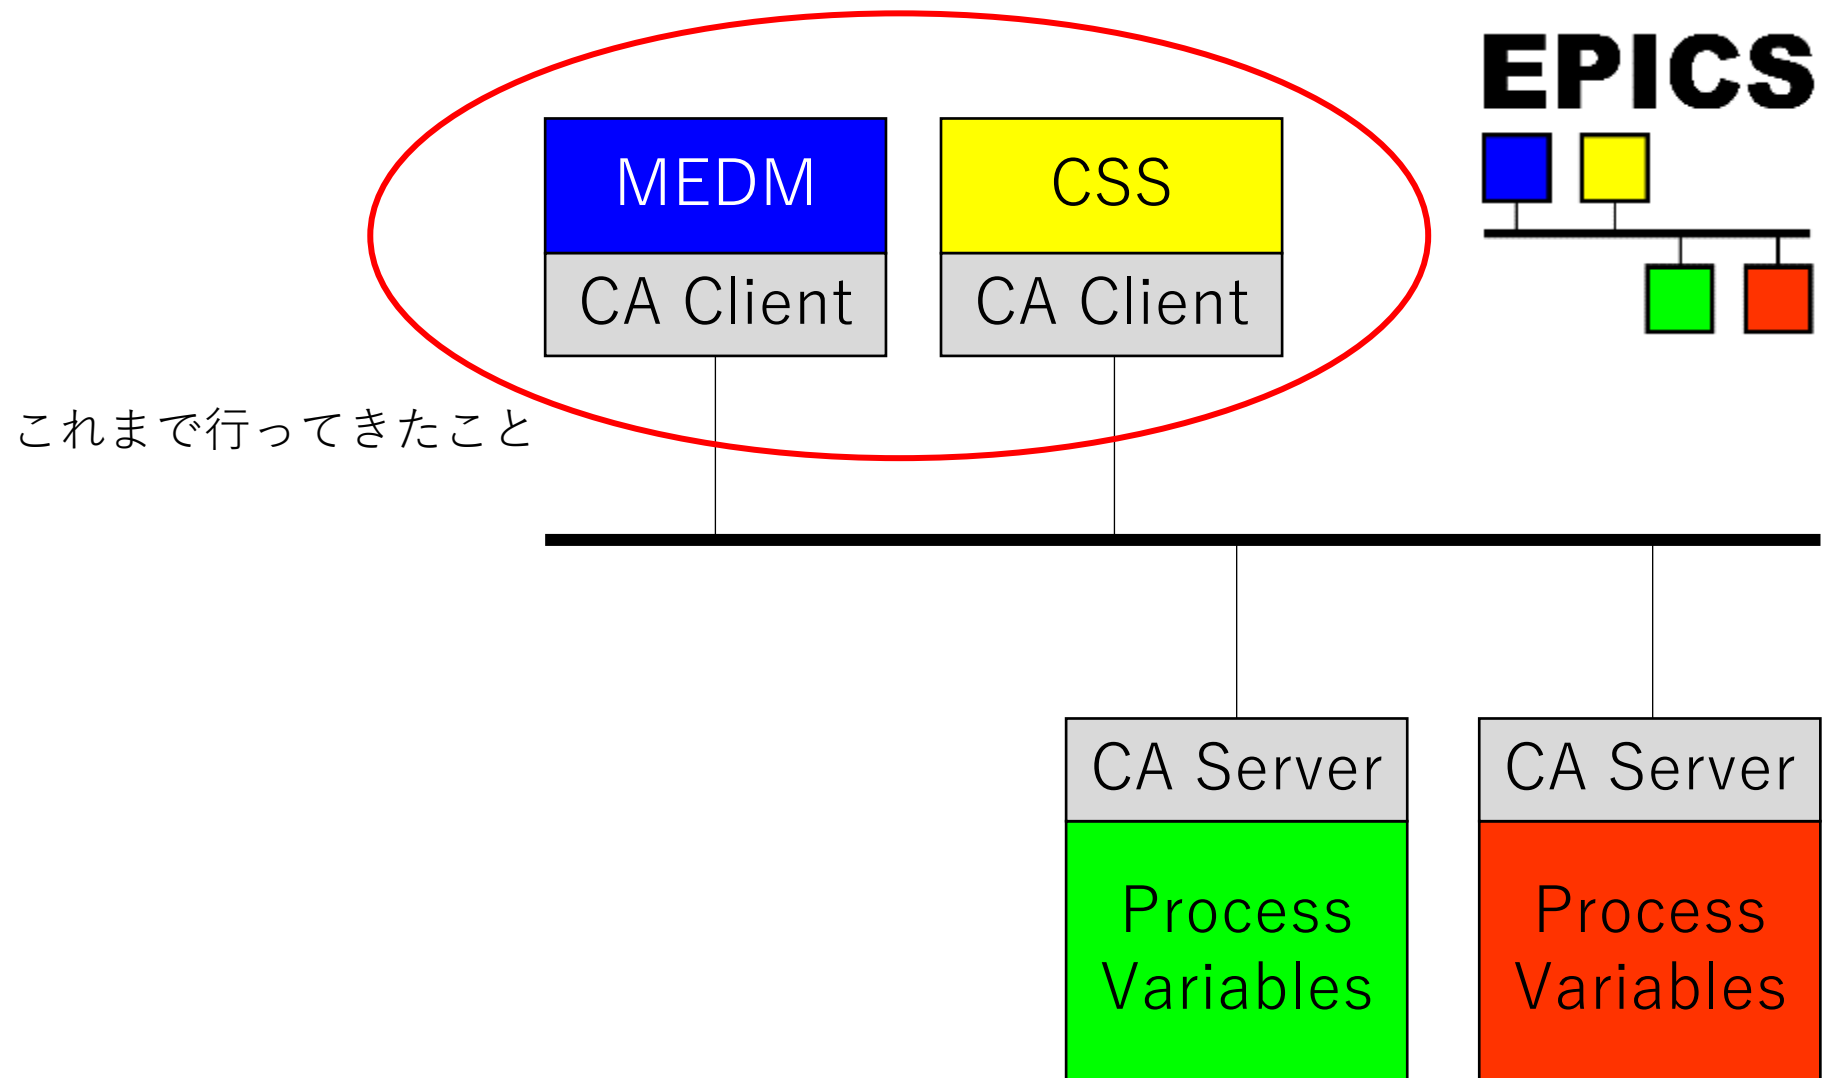 EPICS
MEDM
CSS
CA Client
CA Client
これまで行ってきたこと
CA Server
CA Server
Process
Variables
Process
Variables